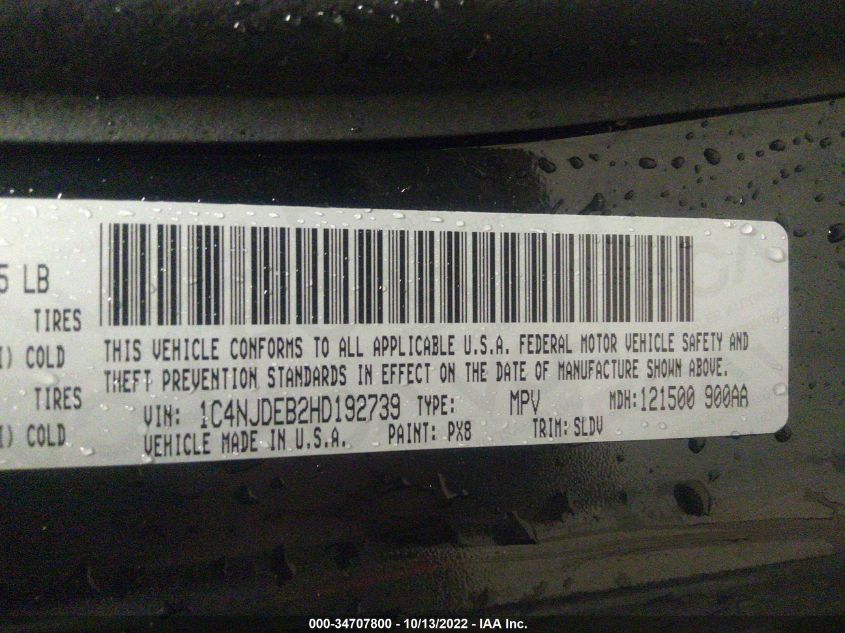 5 LB
TIRES
) COLD
TIRES
) COLD
THIS VEHICLE CONFORMS TO ALL APPLICABLE U.S.A. FEDERAL MOTOR VEHICLE SAFETY AND
THEFT PREVENTION STANDARDS IN EFFECT ON THE DATE OF MANUFACTURE SHOWN ABOVE.
VIN: 1C4NJDEB2HD192739 TYPE: MPV MDH: 121500 900AA
VEHICLE MADE IN U.S.A. PAINT: PX8 TRIM: SLDV
000-34707800 - 10/13/2022 - IAA Inc.